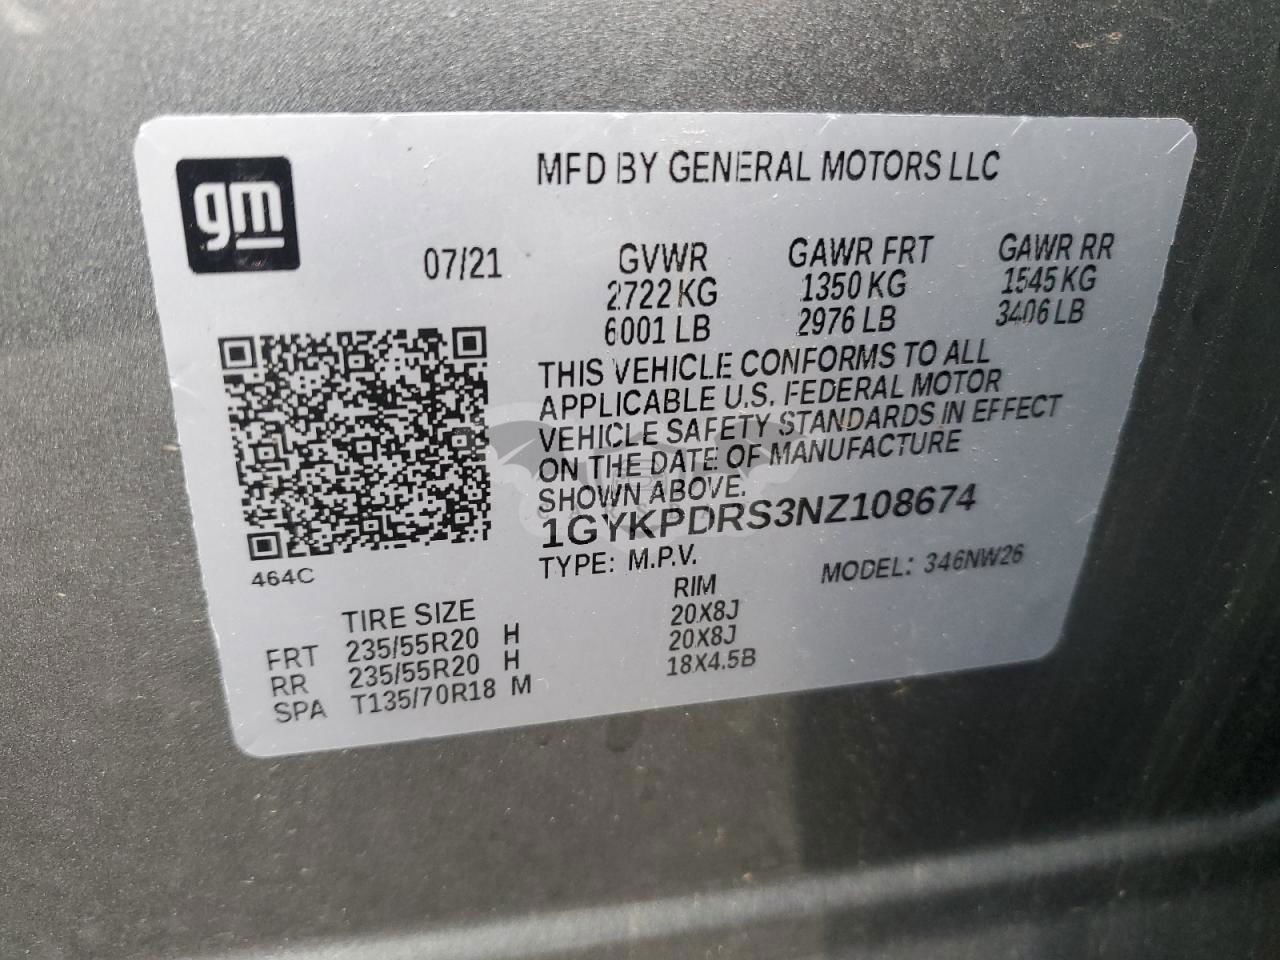 gm
MFD BY GENERAL MOTORS LLC
07/21 GVWR GAWR FRT GAWR RR
2722 KG 1350 KG 1545 KG
6001 LB 2976 LB 3406 LB
THIS VEHICLE CONFORMS TO ALL
APPLICABLE U.S. FEDERAL MOTOR
VEHICLE SAFETY STANDARDS IN EFFECT
ON THE DATE OF MANUFACTURE
SHOWN ABOVE.
1GYKPDRS3NZ108674
TYPE: M.P.V. MODEL: 346NW26
464C
TIRE SIZE RIM
FRT 235/55R20 H 20X8J
RR 235/55R20 H 20X8J
SPA T135/70R18 M 18X4.5B